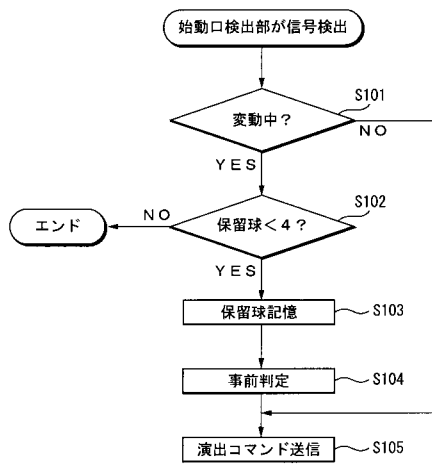 始動口検出部が信号検出
S101
変動中？
NO
YES
S102
保留球＜４？
NO
エンド
YES
保留球記憶
S103
事前判定
S104
演出コマンド送信
S105